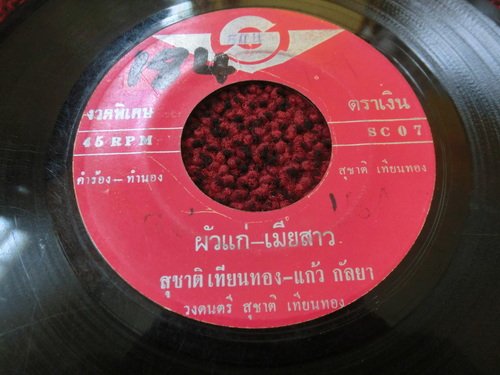 งวดพิเศษ
ตราเงิน
45 RPM
SC 07
คำร้อง-ทำนอง
สุชาติ เทียนทอง
ผัวแก่-เมียสาว
สุชาติ เทียนทอง-แก้ว กัลยา
วงดนตรี สุชาติ เทียนทอง